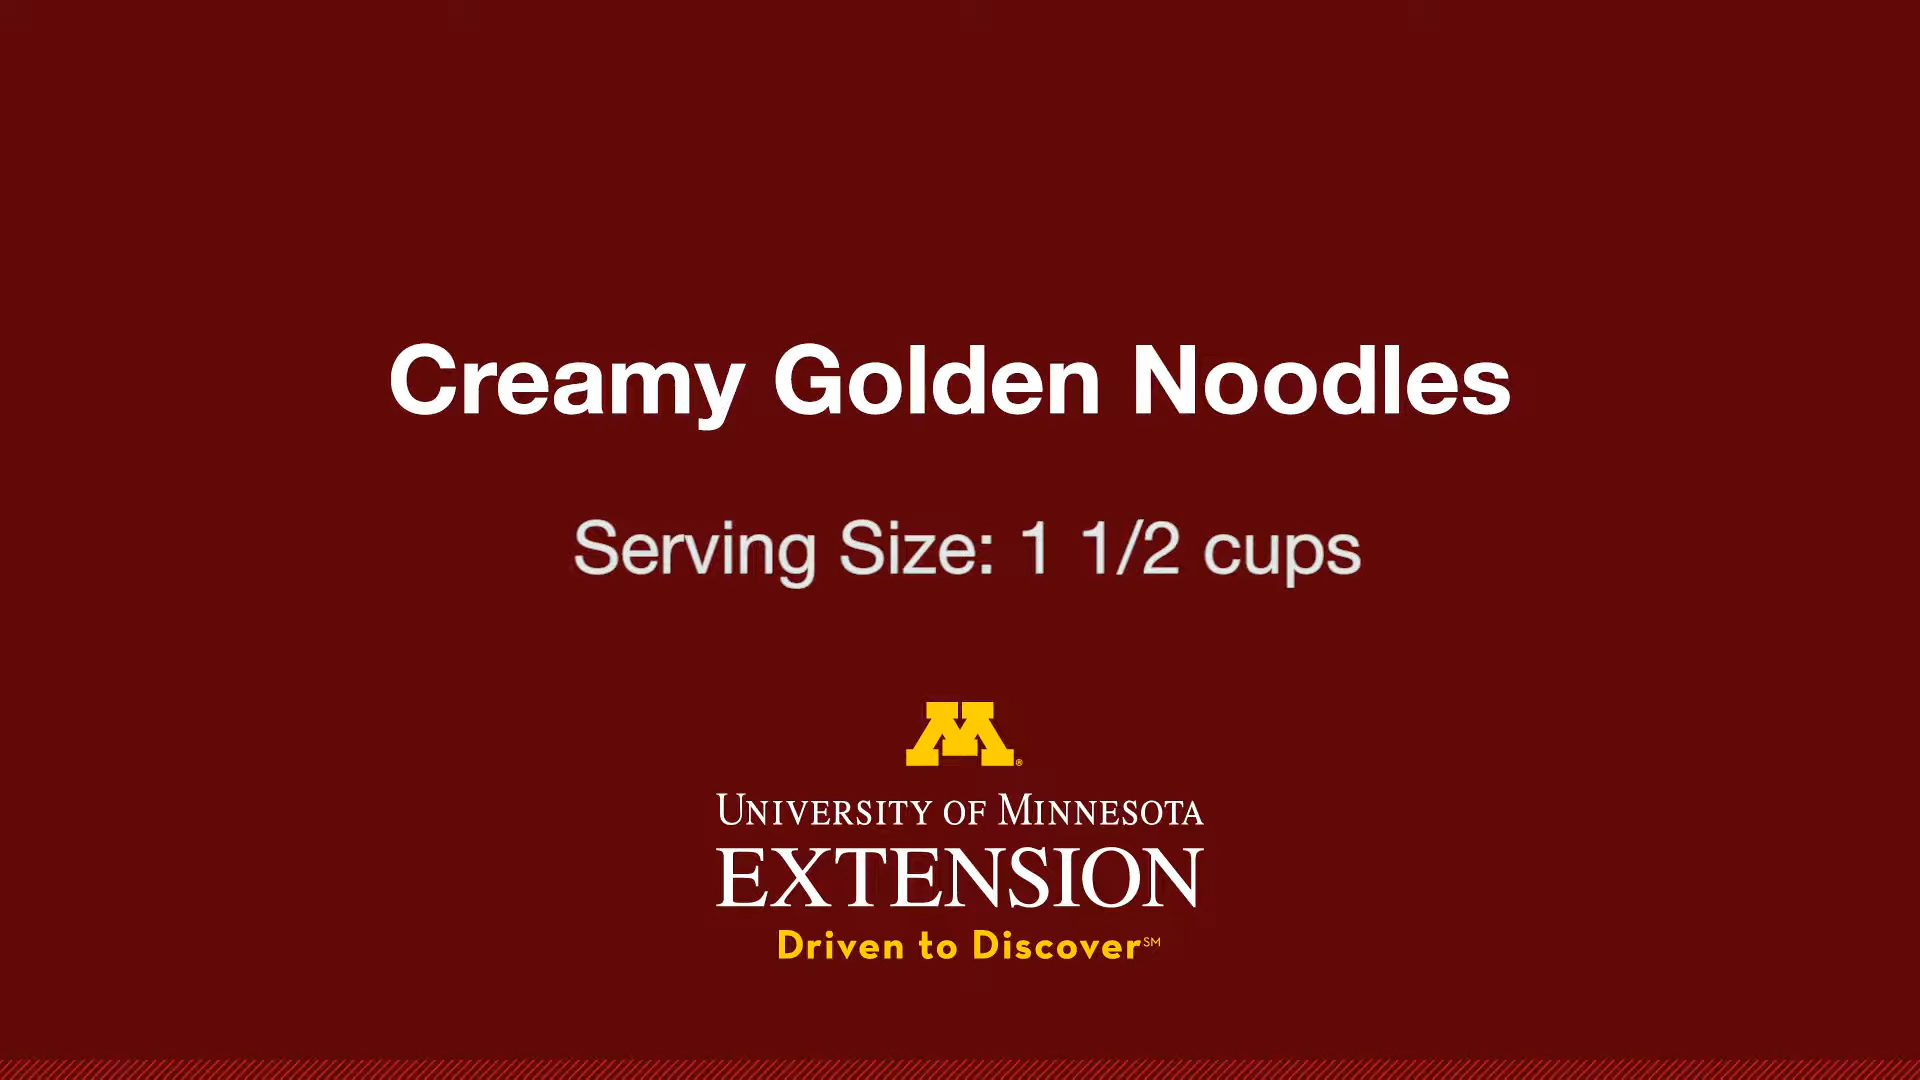 Creamy Golden Noodles
Serving Size: 1 1/2 cups
M®
UNIVERSITY OF MINNESOTA
EXTENSION
Driven to Discover℠